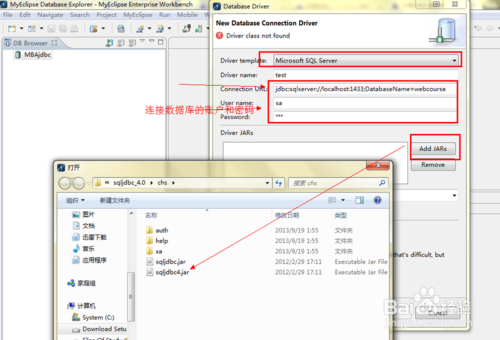 MyEclipse Database Explorer - MyEclipse Enterprise Workbench
File Edit Navigate Search Project MyEclipse Run Mo
DB Browser
MBAjdbc
Database Driver
New Database Connection Driver
Driver class not found
Driver template: Microsoft SQL Server
Driver name: test
Connection URL: jdbc:sqlserver://localhost:1433;DatabaseName=webcourse
User name: sa
Password: ***
连接数据库的账户和密码
Driver JARs
Add JARs
Remove
打开
« sqljdbc_4.0 ▸ chs ▸
搜索 chs
组织 ▾ 新建文件夹
图片
文档
迅雷下载
音乐
应用程序
家庭组
计算机
System (C:)
Download Setu
名称 修改日期 类型
auth 2013/9/19 1:55 文件夹
help 2013/9/19 1:55 文件夹
xa 2013/9/19 1:55 文件夹
sqljdbc.jar 2012/2/29 17:11 Executable Jar File
sqljdbc4.jar 2012/2/29 17:11 Executable Jar File
that's difficult, but
Cancel
Baidu 经验